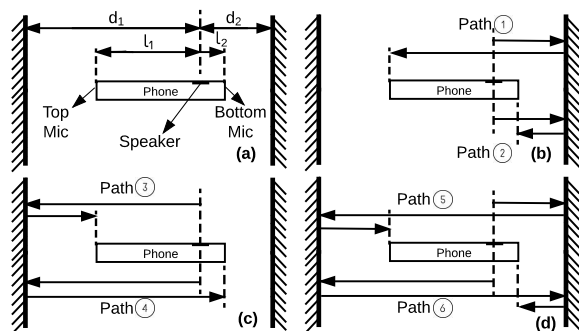 d1
d2
l1
l2
Phone
Top
Mic
Speaker
Bottom
Mic
(a)
Path 1
Phone
Path 2
(b)
Path 3
Phone
Path 4
(c)
Path 5
Phone
Path 6
(d)